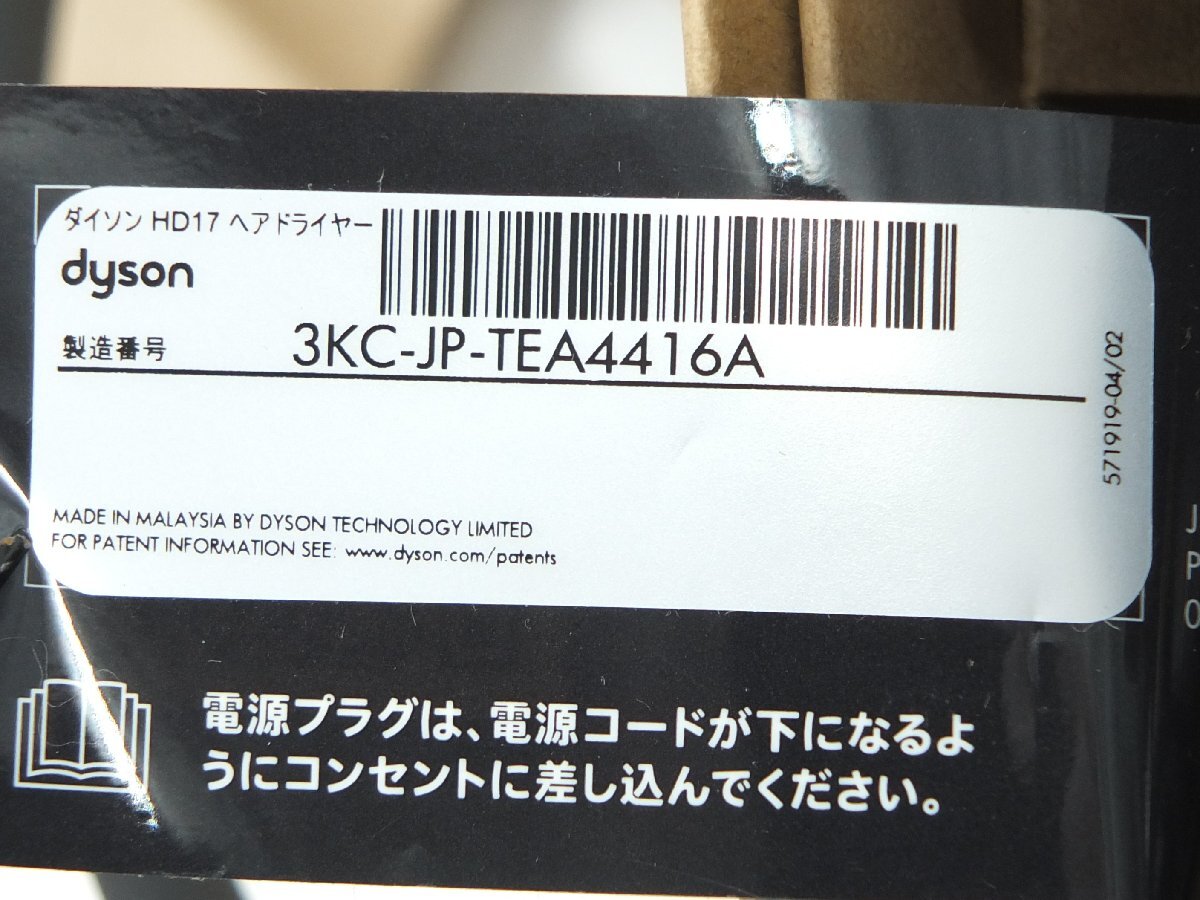 ダイソン HD17 ヘアドライヤー
dyson
製造番号 3KC-JP-TEA4416A
571919-04/02
MADE IN MALAYSIA BY DYSON TECHNOLOGY LIMITED
FOR PATENT INFORMATION SEE: www.dyson.com/patents
J
P
0
電源プラグは、電源コードが下になるよ
うにコンセントに差し込んでください。